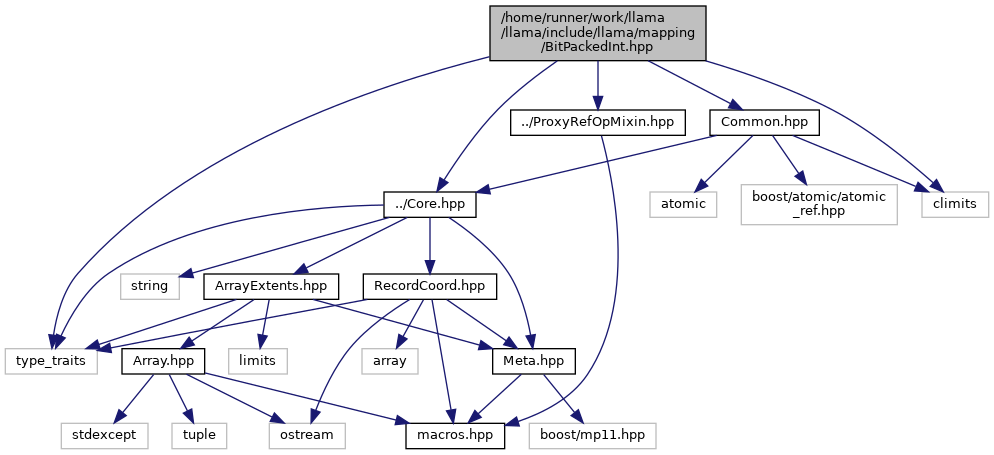 /home/runner/work/llama
/llama/include/llama/mapping
/BitPackedInt.hpp
../ProxyRefOpMixin.hpp
Common.hpp
../Core.hpp
atomic
boost/atomic/atomic
_ref.hpp
climits
string
ArrayExtents.hpp
RecordCoord.hpp
type_traits
Array.hpp
limits
array
Meta.hpp
stdexcept
tuple
ostream
macros.hpp
boost/mp11.hpp